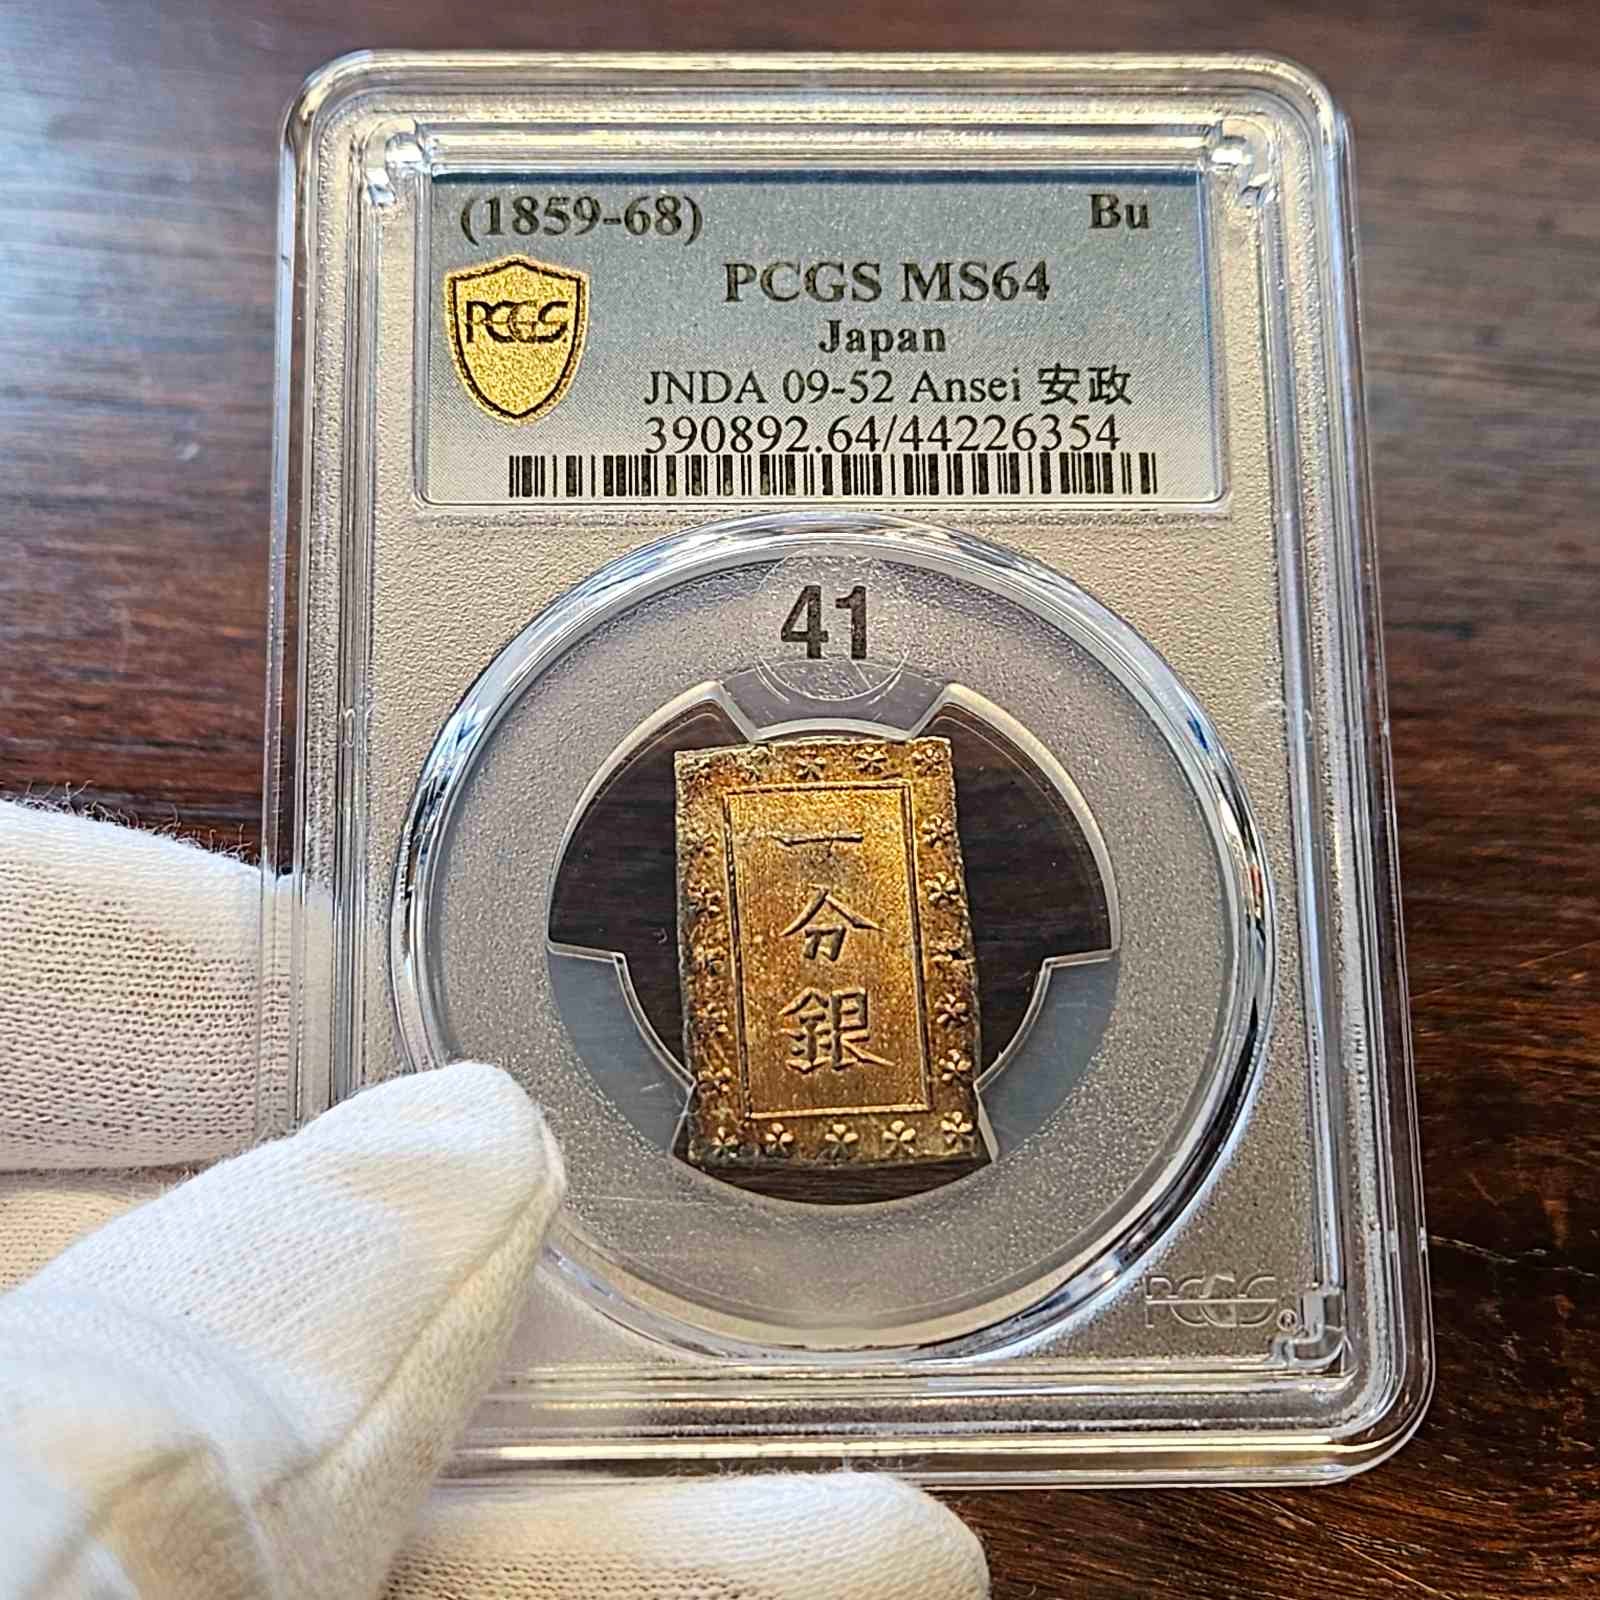 (1859-68) Bu
PCGS MS64
PCGS
Japan
JNDA 09-52 Ansei 安政
390892.64/44226354
41
一
分
銀
PCGS®